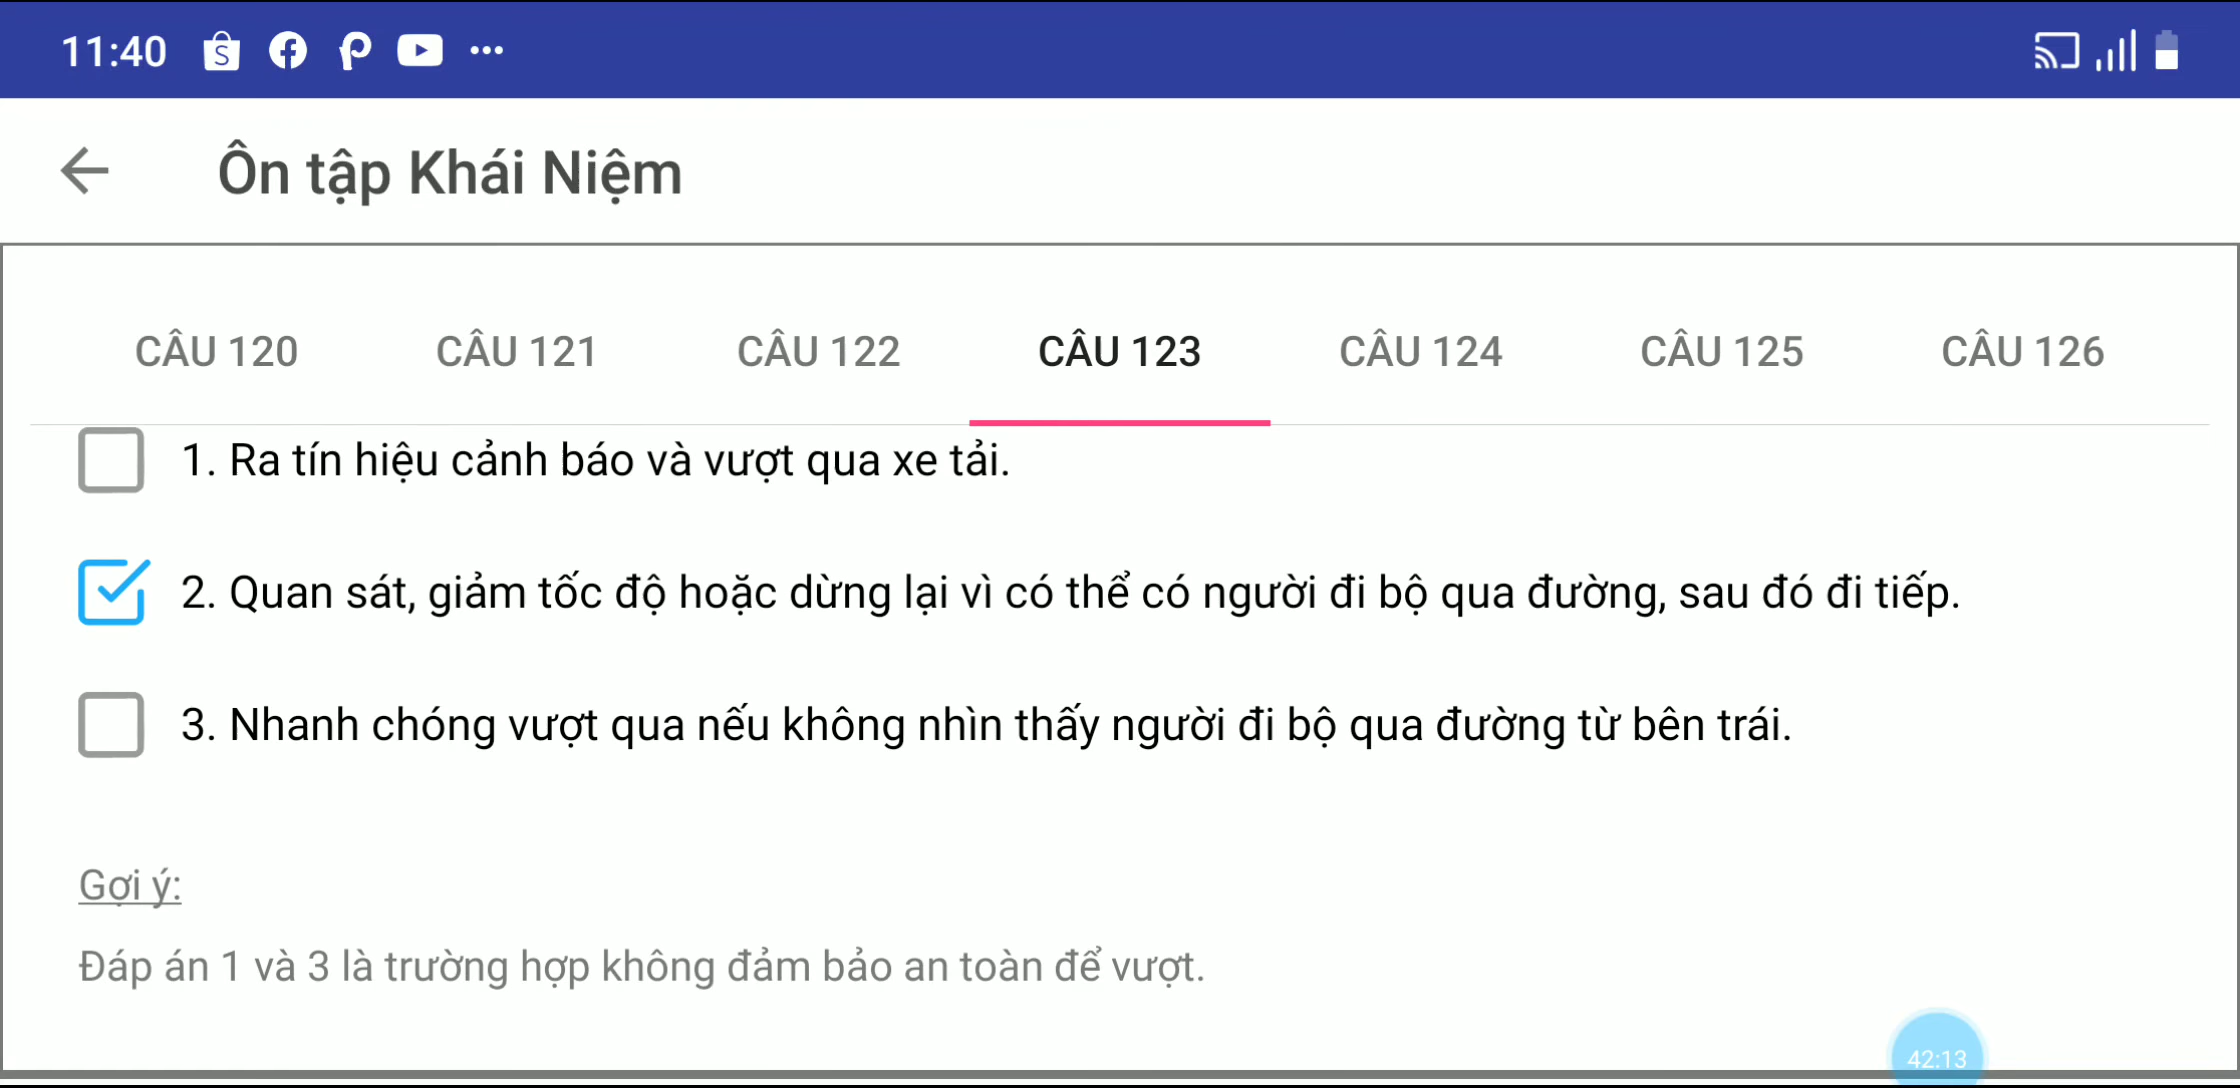 11:40
Ôn tập Khái Niệm
CÂU 120 CÂU 121 CÂU 122 CÂU 123 CÂU 124 CÂU 125 CÂU 126
1. Ra tín hiệu cảnh báo và vượt qua xe tải.
2. Quan sát, giảm tốc độ hoặc dừng lại vì có thể có người đi bộ qua đường, sau đó đi tiếp.
3. Nhanh chóng vượt qua nếu không nhìn thấy người đi bộ qua đường từ bên trái.
Gợi ý:
Đáp án 1 và 3 là trường hợp không đảm bảo an toàn để vượt.
42:13